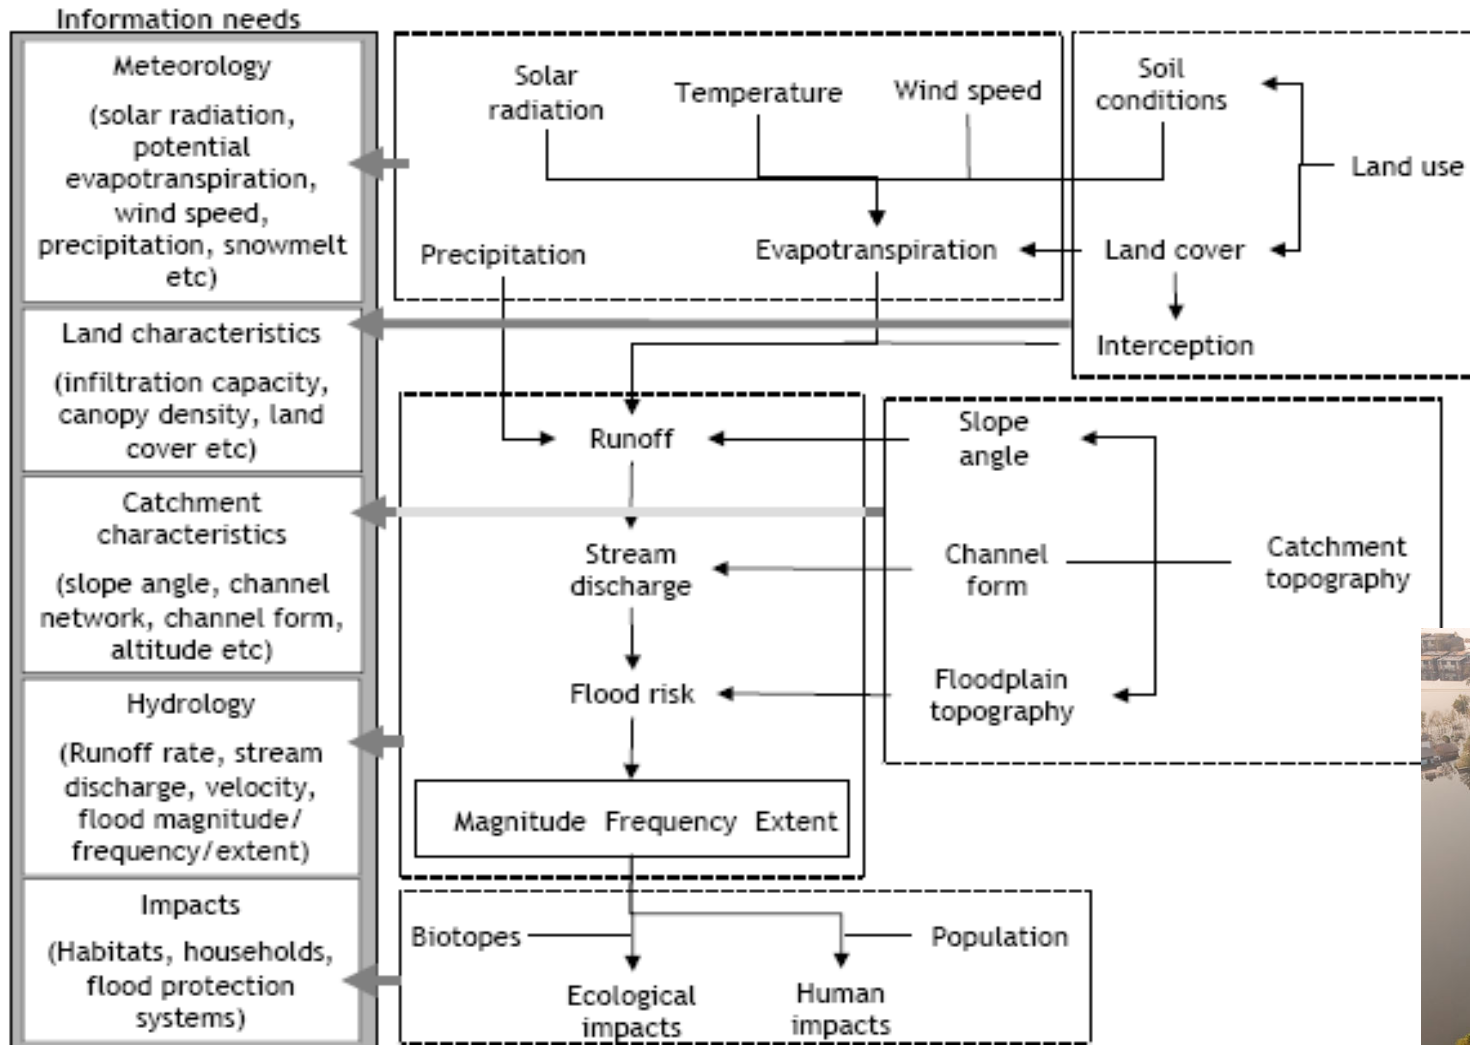 Information needs
Meteorology
(solar radiation,
potential
evapotranspiration,
wind speed,
precipitation, snowmelt
etc)
Land characteristics
(infiltration capacity,
canopy density, land
cover etc)
Catchment
characteristics
(slope angle, channel
network, channel form,
altitude etc)
Hydrology
(Runoff rate, stream
discharge, velocity,
flood magnitude/
frequency/extent)
Impacts
(Habitats, households,
flood protection
systems)
Solar
radiation
Temperature
Wind speed
Soil
conditions
Land use
Precipitation
Evapotranspiration
Land cover
Interception
Runoff
Slope
angle
Stream
discharge
Channel
form
Catchment
topography
Flood risk
Floodplain
topography
Magnitude Frequency Extent
Biotopes
Population
Ecological
impacts
Human
impacts